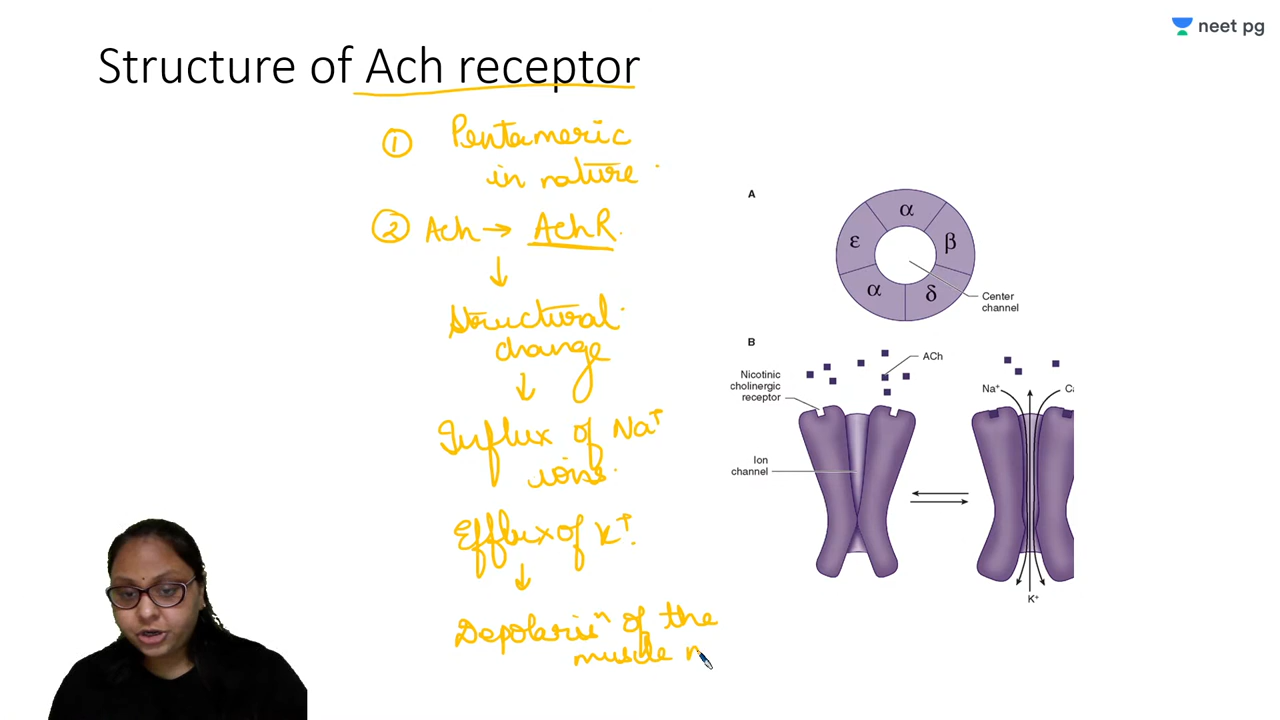 neet pg
Structure of Ach receptor
① Pentameric
in nature.
② Ach → AchR.
↓
Structural
change
↓
Influx of Na⁺
ions.
Efflux of K⁺.
↓
Depolarisⁿ of the
muscle
A
α
ε
β
α
δ
Center
channel
B
ACh
Nicotinic
cholinergic
receptor
Na⁺
Ion
channel
K⁺